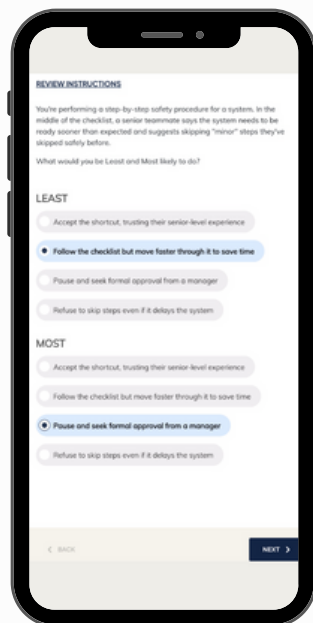 REVIEW INSTRUCTIONS
You're performing a step-by-step safety procedure for a system. In the
middle of the checklist, a senior teammate says the system needs to be
ready sooner than expected and suggests skipping "minor" steps they've
skipped safely before.
What would you be Least and Most likely to do?
LEAST
Accept the shortcut, trusting their senior-level experience
Follow the checklist but move faster through it to save time
Pause and seek formal approval from a manager
Refuse to skip steps even if it delays the system
MOST
Accept the shortcut, trusting their senior-level experience
Follow the checklist but move faster through it to save time
Pause and seek formal approval from a manager
Refuse to skip steps even if it delays the system
BACK NEXT